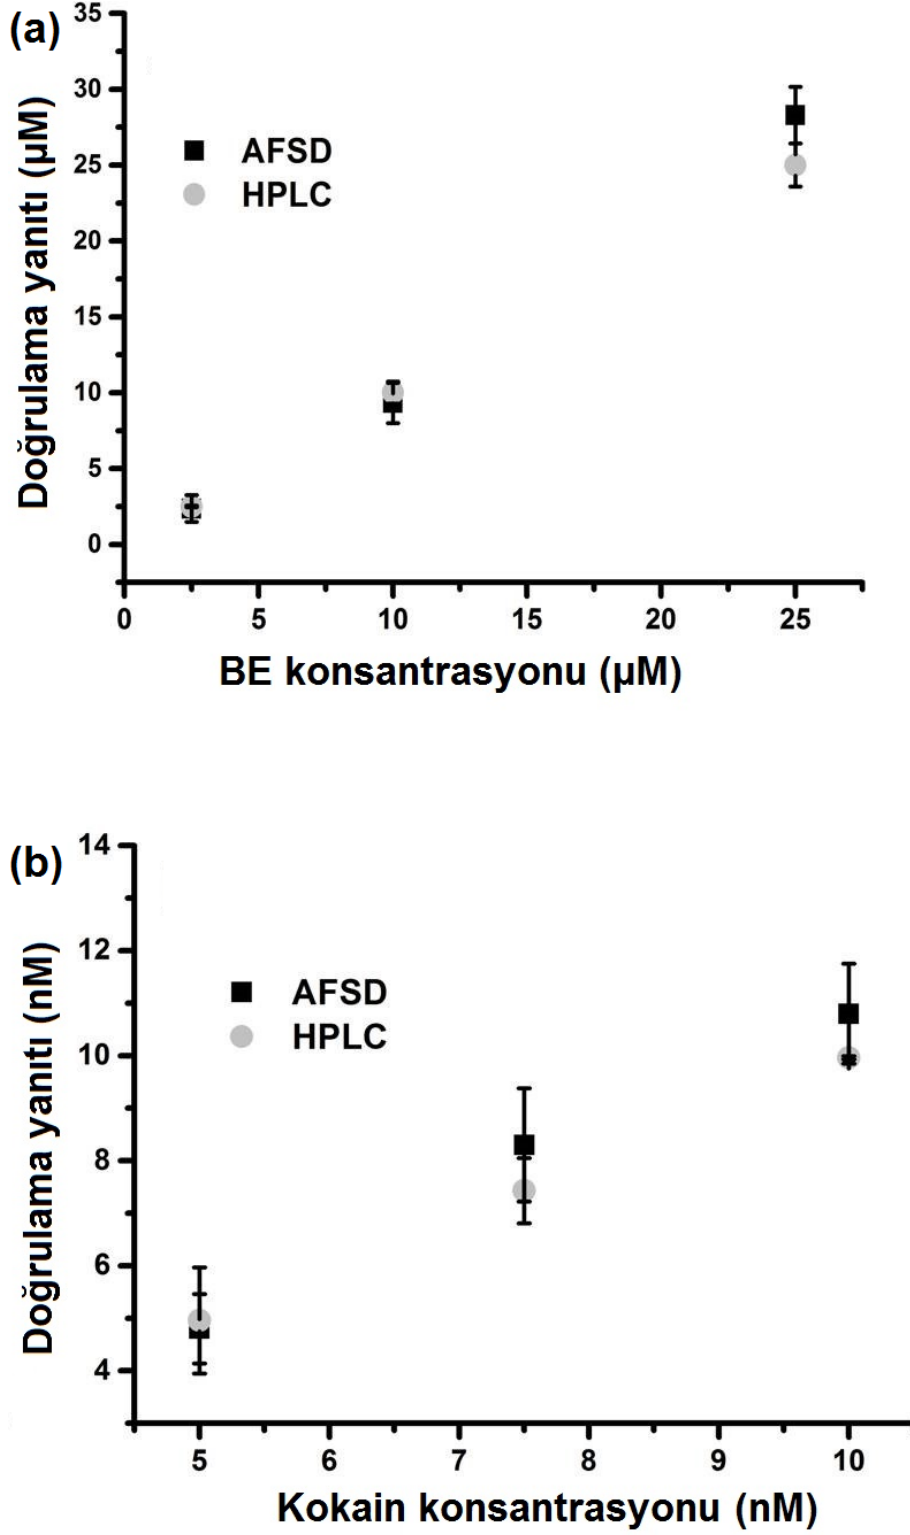 (a)
Doğrulama yanıtı (µM)
35
30
25
20
15
10
5
0
AFSD
HPLC
0 5 10 15 20 25
BE konsantrasyonu (µM)
(b)
Doğrulama yanıtı (nM)
14
12
10
8
6
4
AFSD
HPLC
5 6 7 8 9 10
Kokain konsantrasyonu (nM)